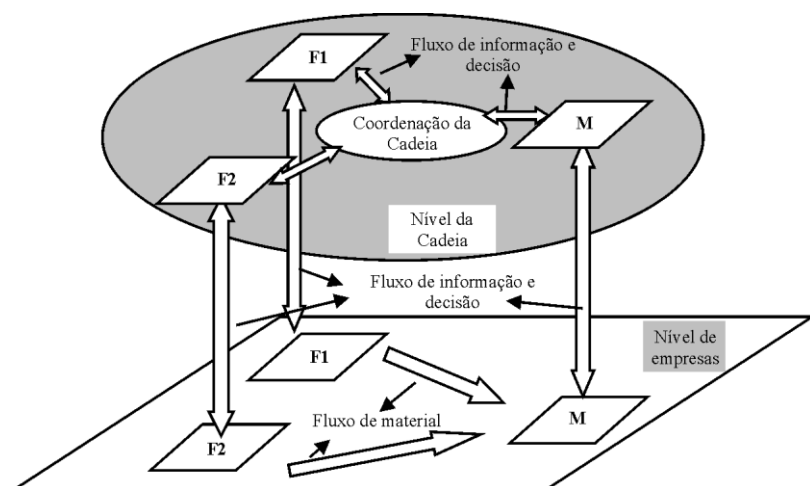 F1
Fluxo de informação e
decisão
Coordenação da
Cadeia
M
F2
Nível da
Cadeia
Fluxo de informação e
decisão
Nível de
empresas
F1
Fluxo de material
M
F2